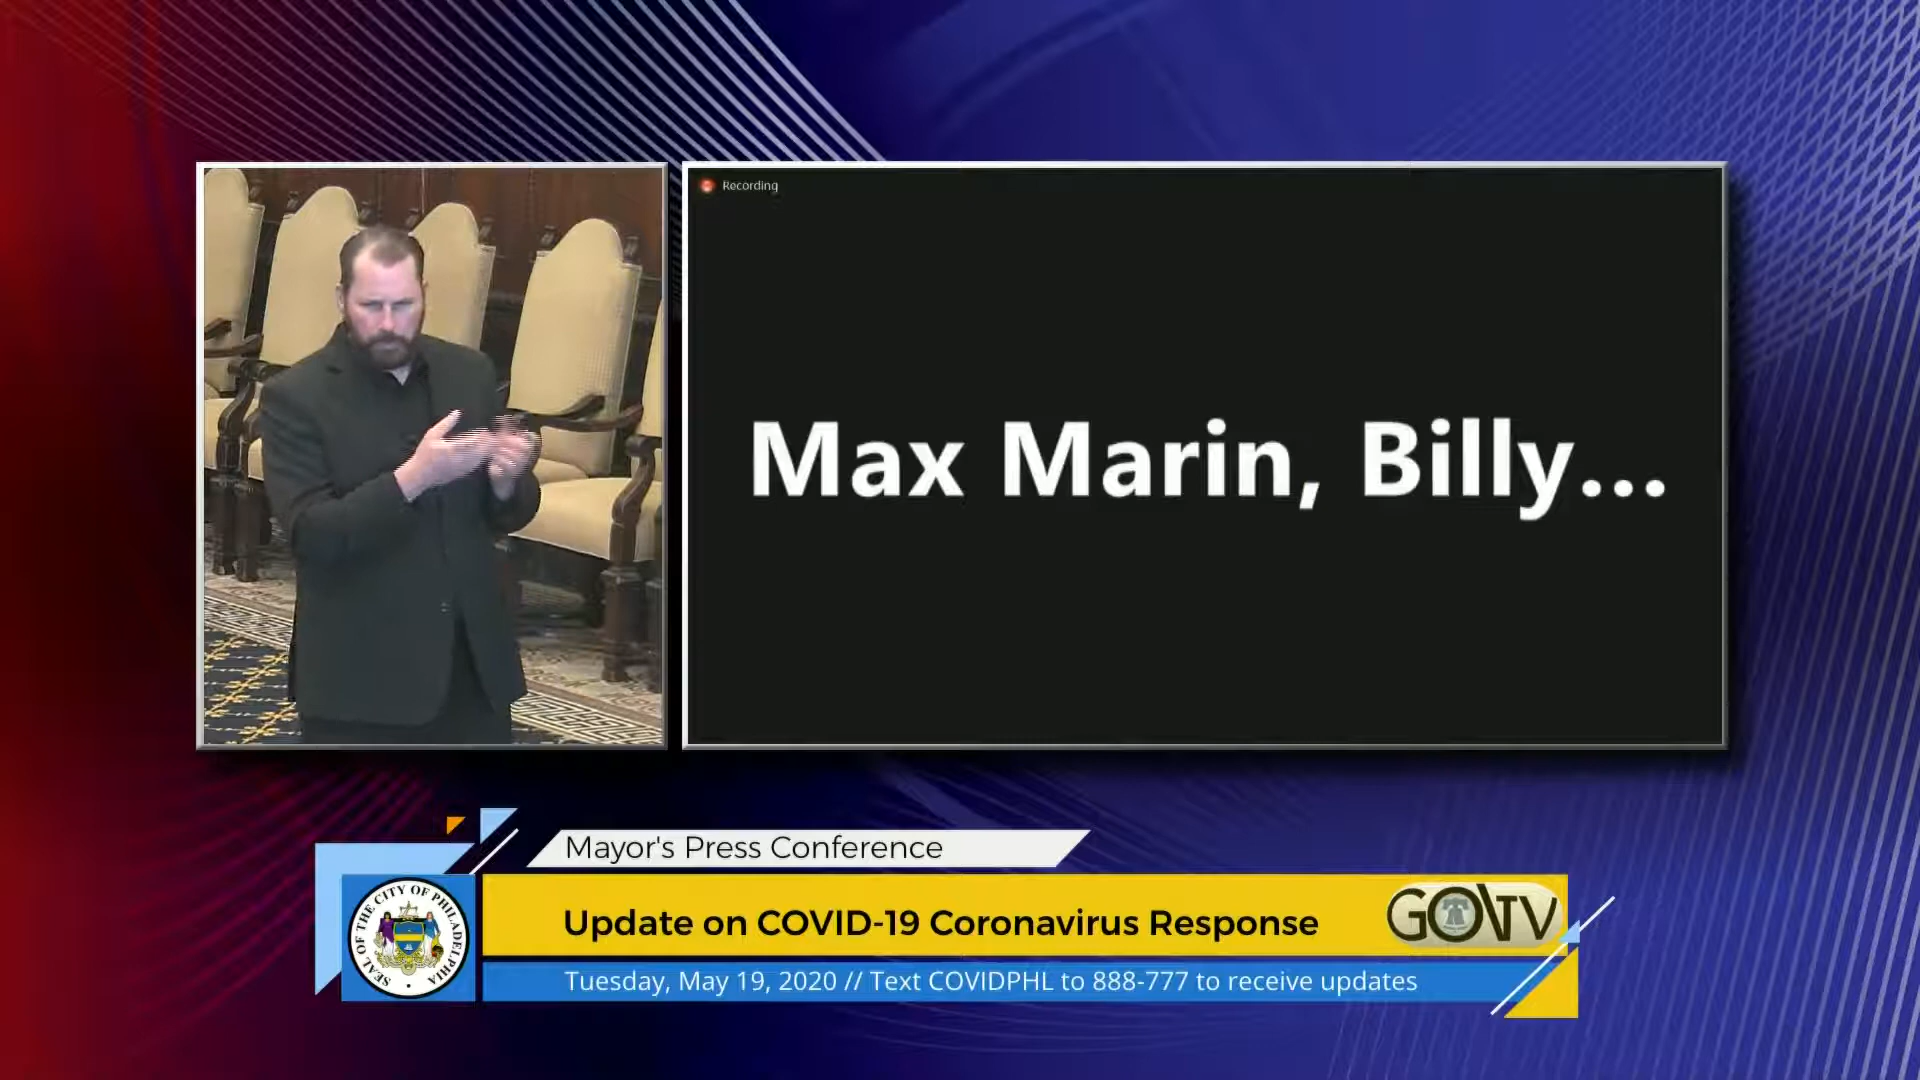 Recording
Max Marin, Billy...
Mayor's Press Conference
Update on COVID-19 Coronavirus Response
GOVTV
SEAL OF THE CITY OF PHILADELPHIA
Tuesday, May 19, 2020 // Text COVIDPHL to 888-777 to receive updates